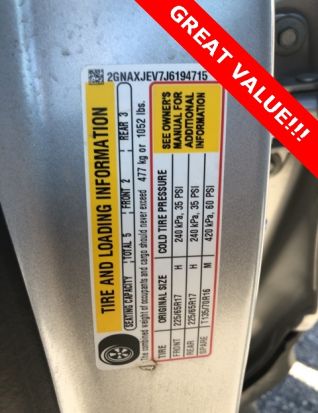 GREAT VALUE!!!
2GNAXJEV7J6194715
TIRE AND LOADING INFORMATION
SEATING CAPACITY TOTAL 5 FRONT 2 REAR 3
The combined weight of occupants and cargo should never exceed 477 kg or 1052 lbs.
TIRE ORIGINAL SIZE COLD TIRE PRESSURE
FRONT 225/65R17 H 240 kPa, 35 PSI
REAR 225/65R17 H 240 kPa, 35 PSI
SPARE T135/70R16 M 420 kPa, 60 PSI
SEE OWNER'S
MANUAL FOR
ADDITIONAL
INFORMATION